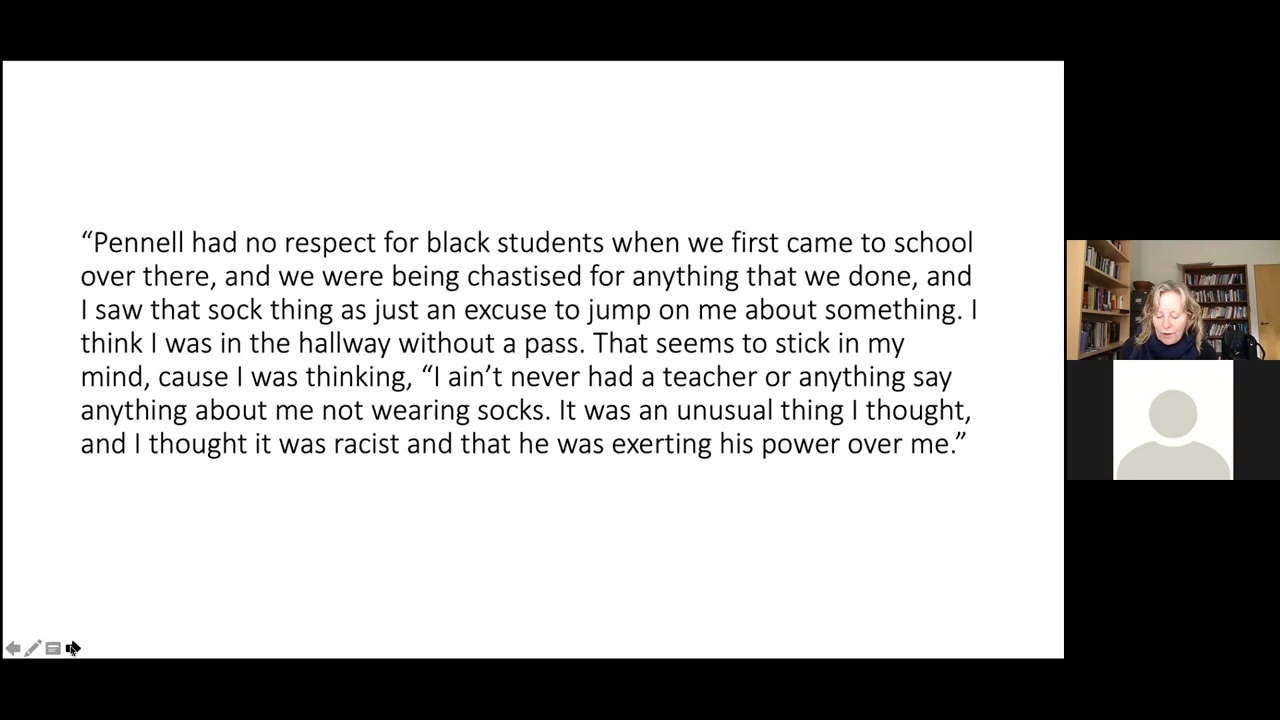 “Pennell had no respect for black students when we first came to school
over there, and we were being chastised for anything that we done, and
I saw that sock thing as just an excuse to jump on me about something. I
think I was in the hallway without a pass. That seems to stick in my
mind, cause I was thinking, “I ain’t never had a teacher or anything say
anything about me not wearing socks. It was an unusual thing I thought,
and I thought it was racist and that he was exerting his power over me.”